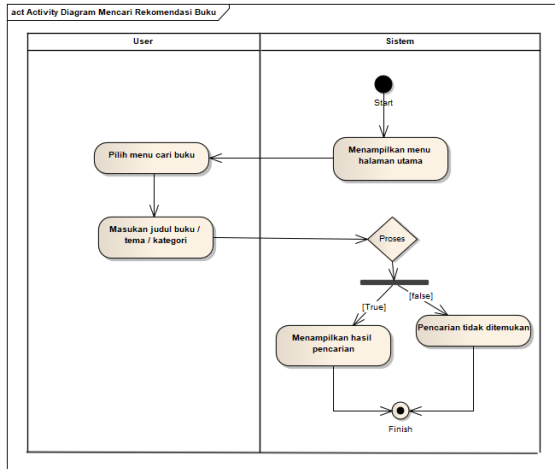 act Activity Diagram Mencari Rekomendasi Buku
User
Sistem
Start
Menampilkan menu
halaman utama
Pilih menu cari buku
Masukan judul buku /
tema / kategori
Proses
[True]
[false]
Menampilkan hasil
pencarian
Pencarian tidak ditemukan
Finish